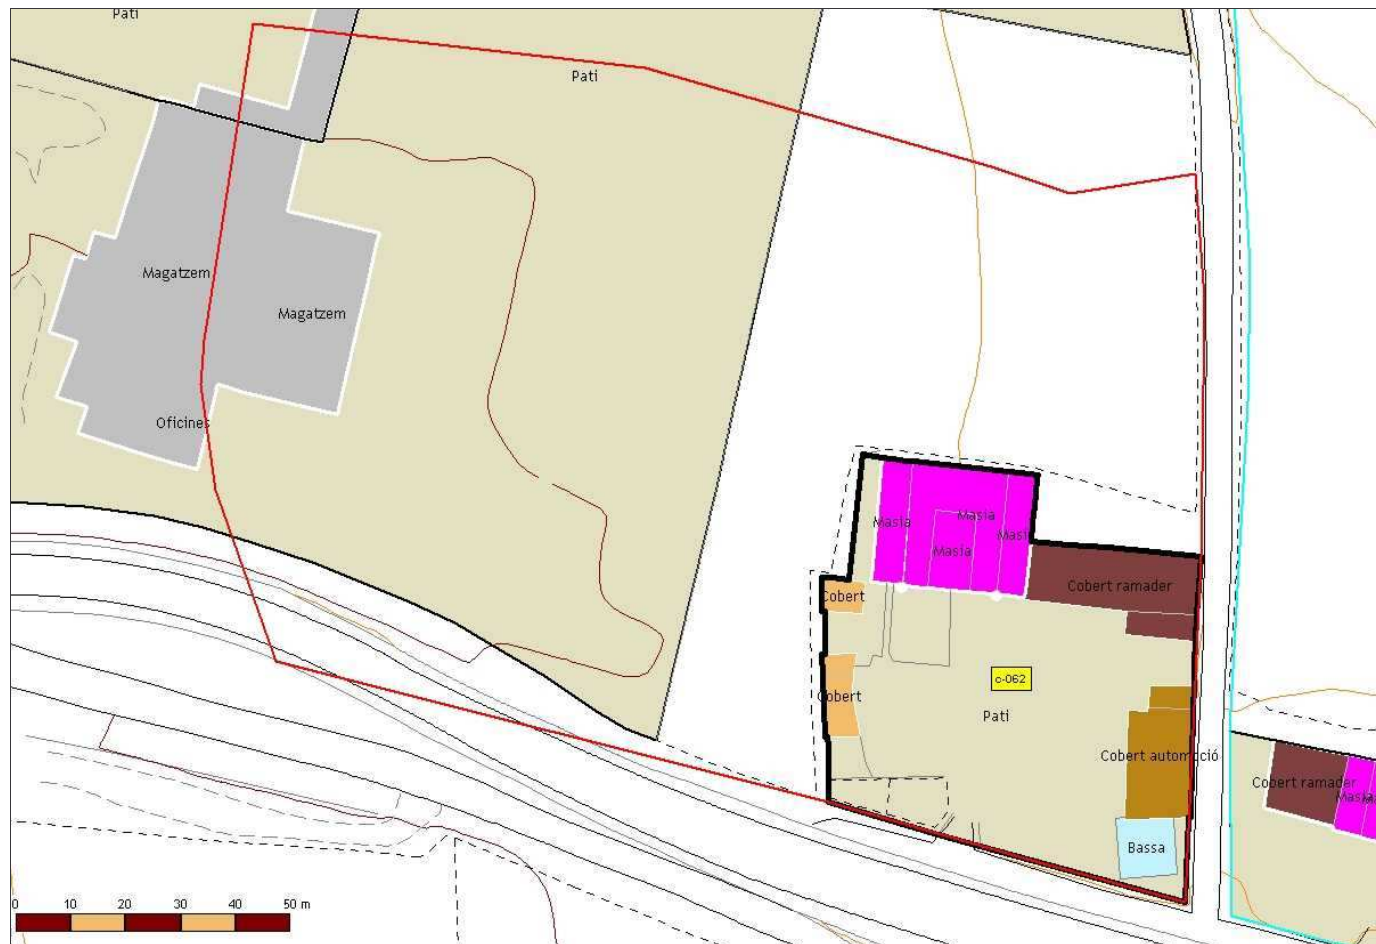 Pati
Pati
Magatzem
Magatzem
Oficines
Masia
Masia
Masi
Masia
Cobert ramader
Cobert
c-062
Cobert
Pati
Cobert automoció
Cobert ramader
Masia
Bassa
0 10 20 30 40 50 m